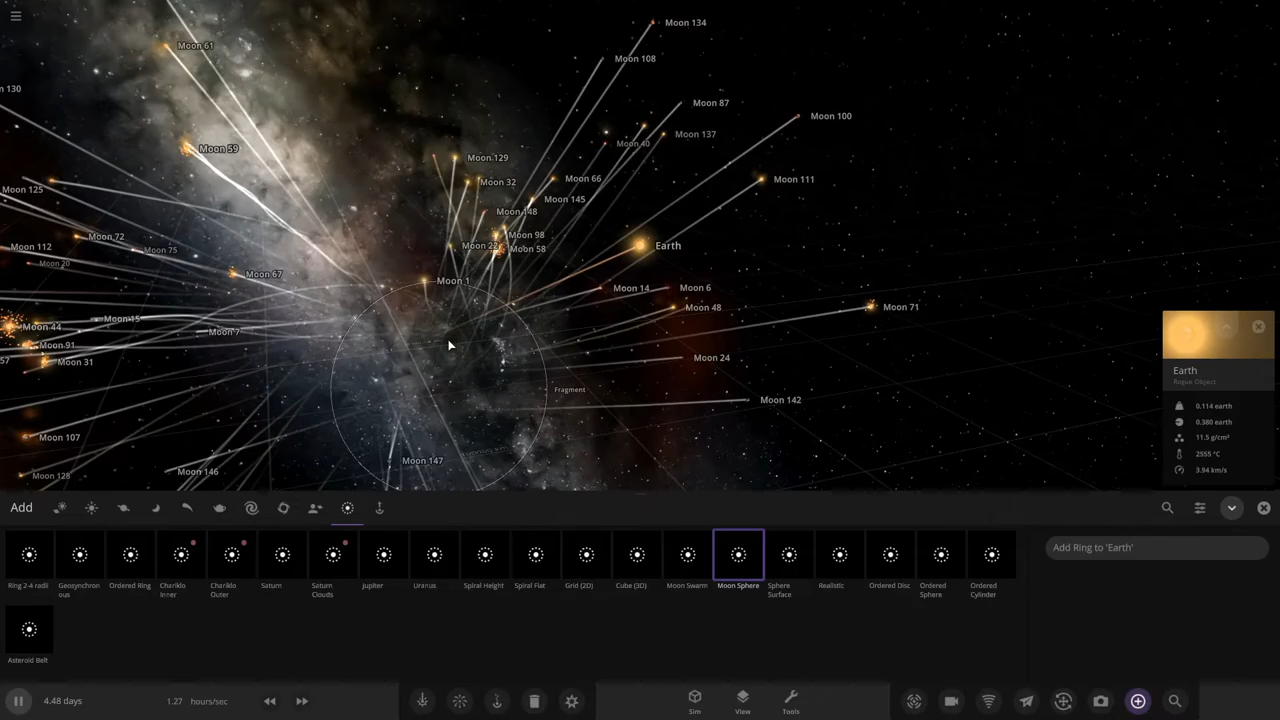 Moon 134
Moon 61
Moon 108
n 130
Moon 87
Moon 100
Moon 137
Moon 40
Moon 59
Moon 129
Moon 32
Moon 66
Moon 111
Moon 125
Moon 145
Moon 148
Moon 72
Moon 98
Moon 112
Moon 75
Moon 22
Moon 58
Earth
Moon 20
Moon 67
Moon 1
Moon 14
Moon 6
Moon 48
Moon 71
Moon 44
Moon 15
Moon 7
Moon 91
57
Moon 31
Moon 24
Fragment
Moon 142
Moon 107
Moon 147
Moon 146
Moon 128
Earth
Rogue Object
0.114 earth
0.380 earth
11.5 g/cm³
2555 °C
3.94 km/s
Add
Add Ring to 'Earth'
Ring 2-4 radii
Geosynchron
ous
Ordered Ring
Chariklo
Inner
Chariklo
Outer
Saturn
Saturn
Clouds
Jupiter
Uranus
Spiral Height
Spiral Flat
Grid (2D)
Cube (3D)
Moon Swarm
Moon Sphere
Sphere
Surface
Realistic
Ordered Disc
Ordered
Sphere
Ordered
Cylinder
Asteroid Belt
4.48 days
1.27 hours/sec
Sim
View
Tools